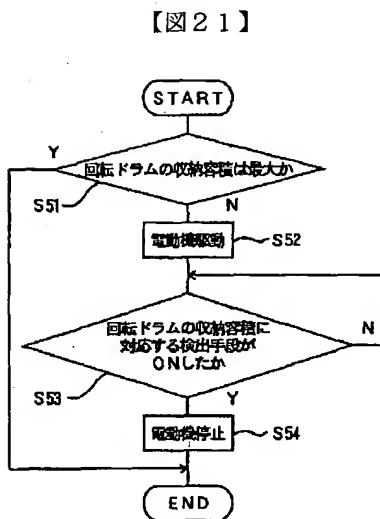 【図21】
START
Y
回転ドラムの収納容積は最大か
S51
N
電動機駆動
S52
回転ドラムの収納容積に
対応する検出手段が
ONしたか
N
S53
Y
電動機停止
S54
END